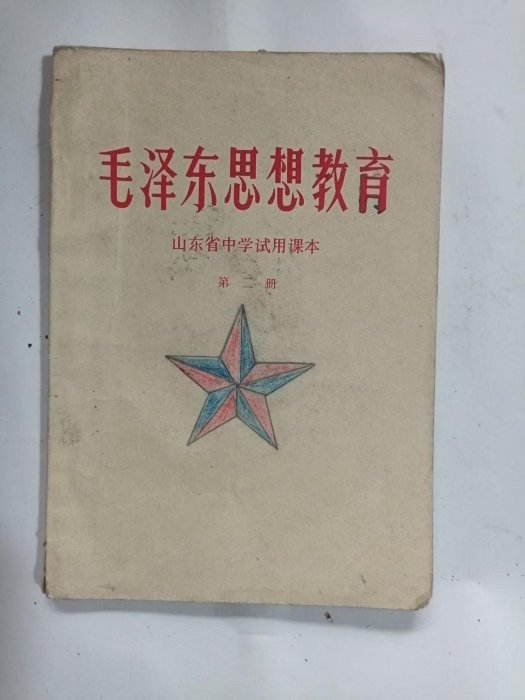 毛泽东思想教育
山东省中学试用课本
第二册